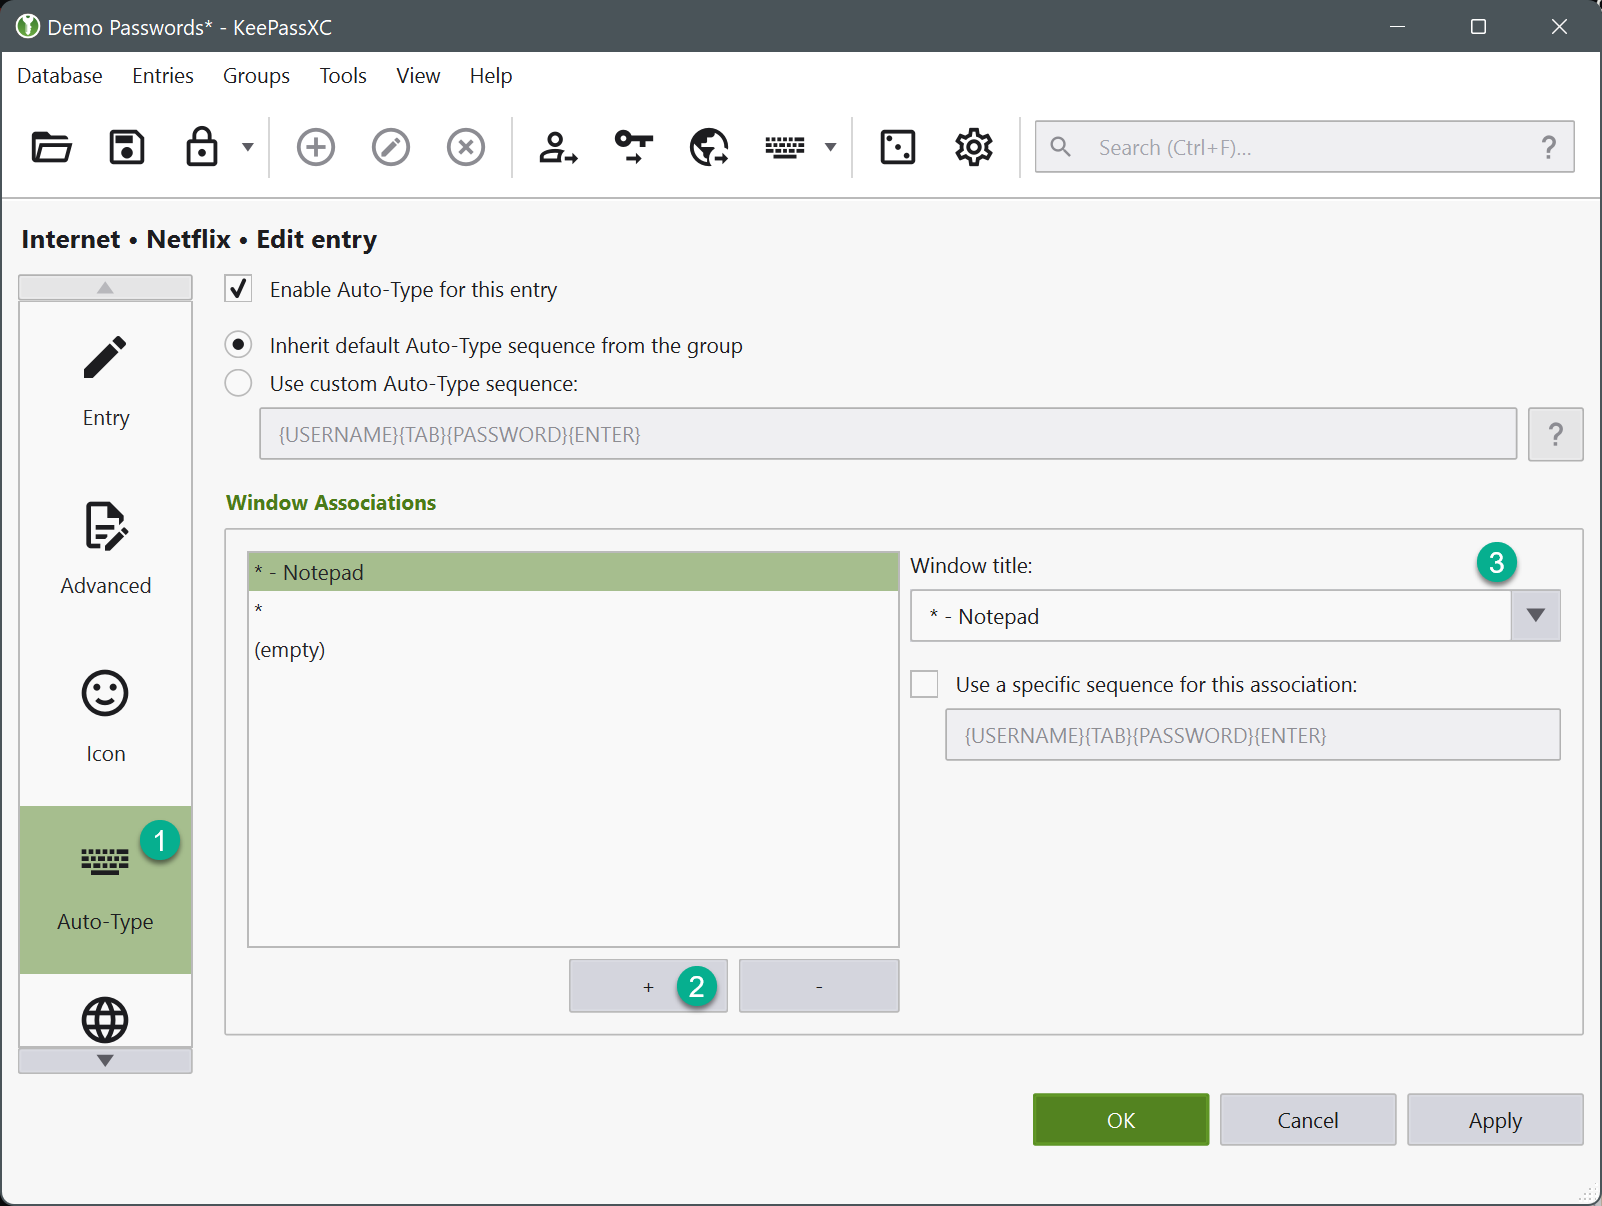 Demo Passwords* - KeePassXC
Database Entries Groups Tools View Help
Search (Ctrl+F)... ?
Internet • Netflix • Edit entry
Enable Auto-Type for this entry
Inherit default Auto-Type sequence from the group
Use custom Auto-Type sequence:
{USERNAME}{TAB}{PASSWORD}{ENTER} ?
Entry
Advanced
Icon
1
Auto-Type
Window Associations
* - Notepad
*
(empty)
+ 2 -
Window title: 3
* - Notepad
Use a specific sequence for this association:
{USERNAME}{TAB}{PASSWORD}{ENTER}
OK Cancel Apply